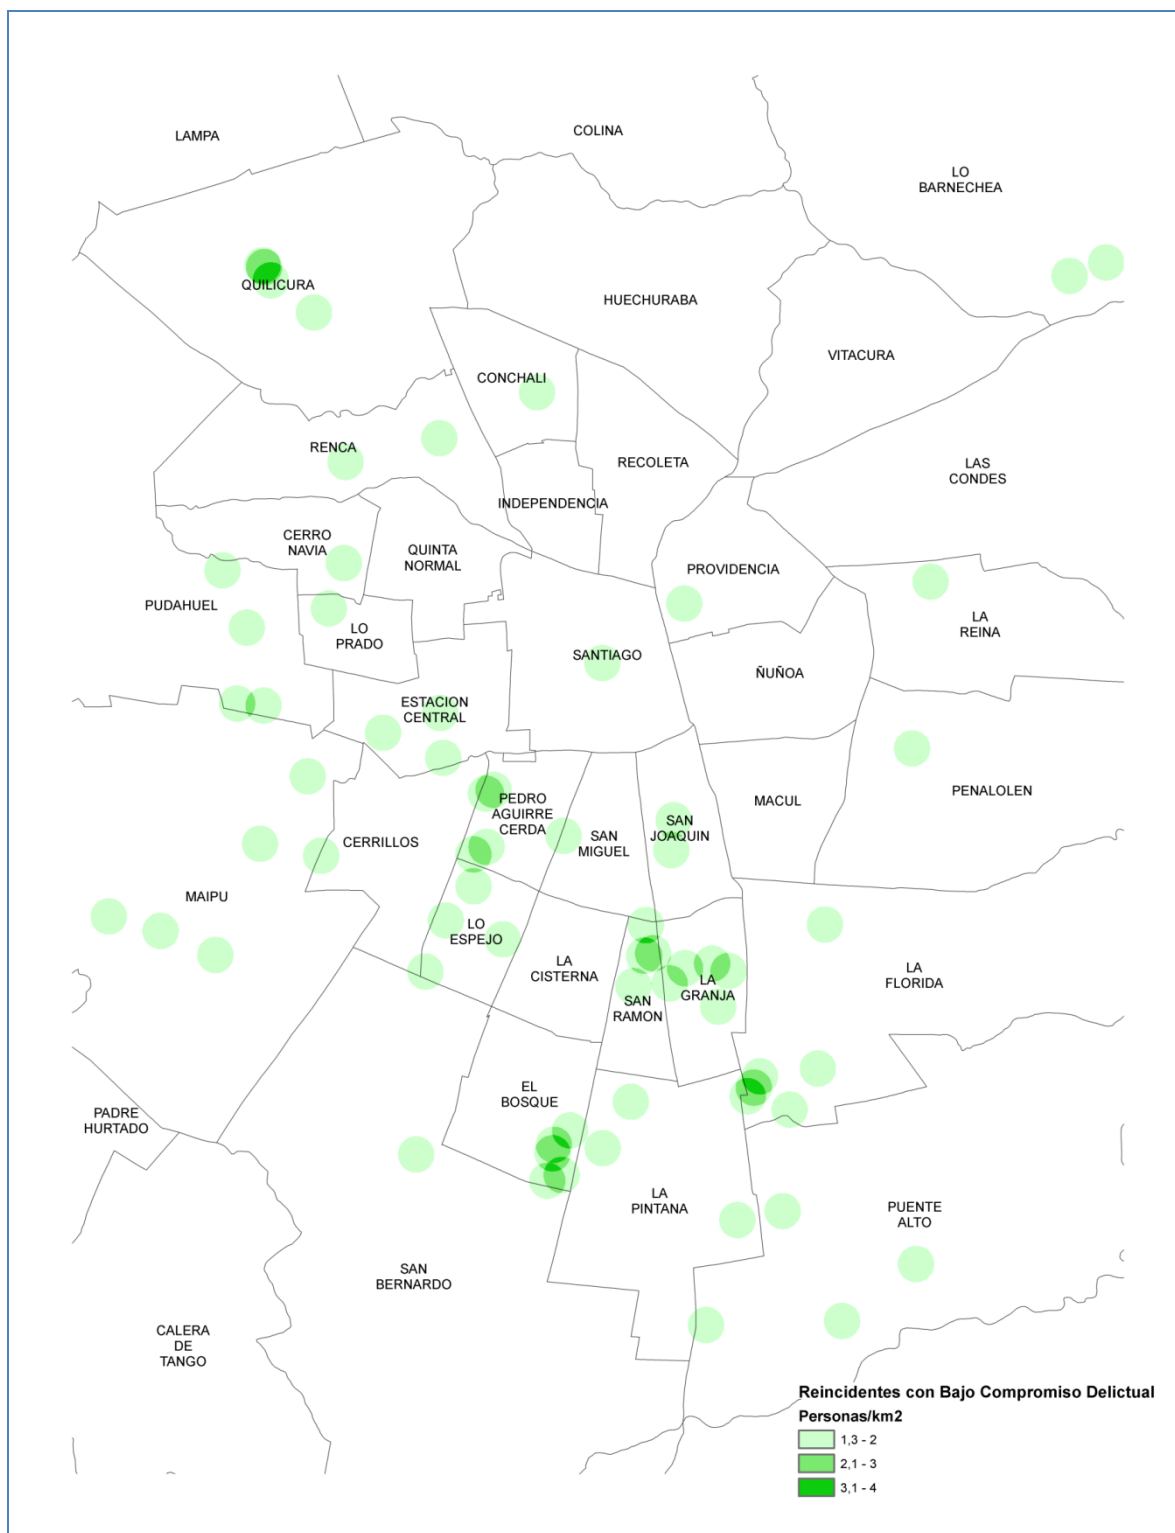 LAMPA
COLINA
LO
BARNECHEA
QUILICURA
HUECHURABA
VITACURA
CONCHALI
RENCA
RECOLETA
LAS
CONDES
INDEPENDENCIA
CERRO
NAVIA
QUINTA
NORMAL
PROVIDENCIA
PUDAHUEL
LO
PRADO
LA
REINA
SANTIAGO
ÑUÑOA
ESTACION
CENTRAL
PENALOLEN
MACUL
PEDRO
AGUIRRE
CERDA
SAN
JOAQUIN
SAN
MIGUEL
CERRILLOS
MAIPU
LO
ESPEJO
LA
CISTERNA
LA
FLORIDA
LA
GRANJA
SAN
RAMON
EL
BOSQUE
PADRE
HURTADO
LA
PINTANA
PUENTE
ALTO
SAN
BERNARDO
CALERA
DE
TANGO
Reincidentes con Bajo Compromiso Delictual
Personas/km2
1,3 - 2
2,1 - 3
3,1 - 4